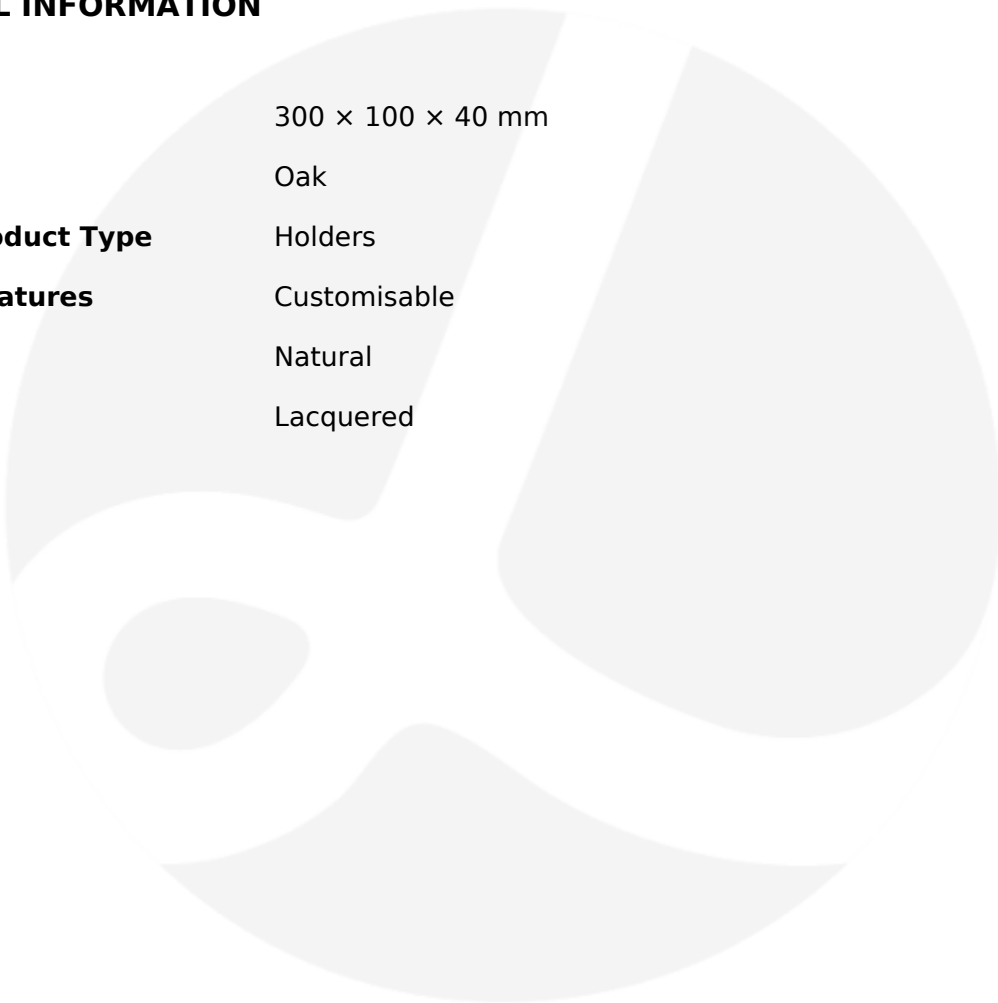 L INFORMATION
300 × 100 × 40 mm
Oak
oduct Type Holders
atures Customisable
Natural
Lacquered